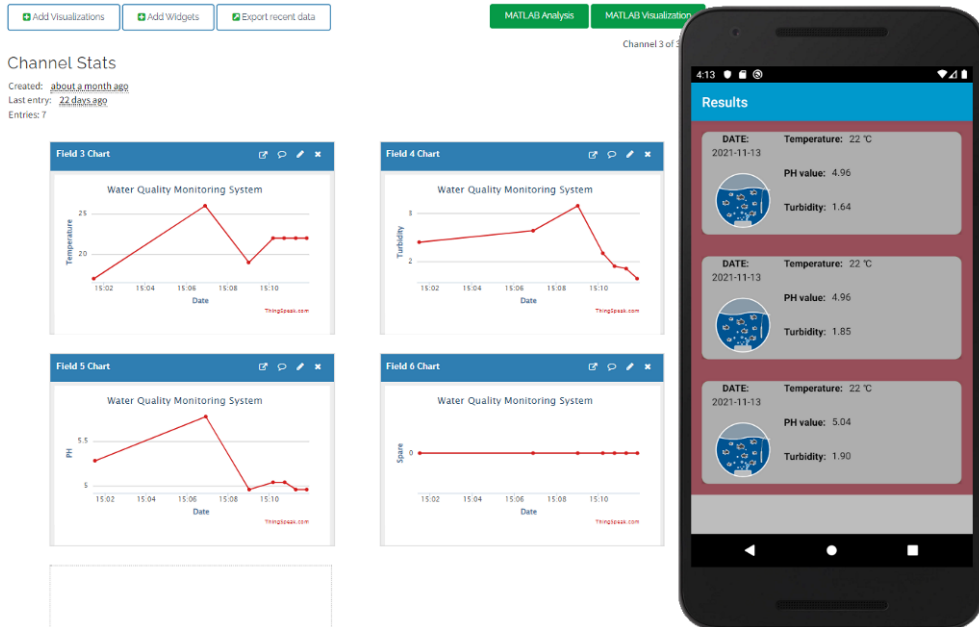 Add Visualizations Add Widgets Export recent data
MATLAB Analysis MATLAB Visualization
Channel 3 of 3
Channel Stats
Created: about a month ago
Last entry: 22 days ago
Entries: 7
Field 3 Chart
Water Quality Monitoring System
Temperature
25
20
15:02 15:04 15:06 15:08 15:10
Date
ThingSpeak.com
Field 4 Chart
Water Quality Monitoring System
Turbidity
3
2
15:02 15:04 15:06 15:08 15:10
Date
ThingSpeak.com
Field 5 Chart
Water Quality Monitoring System
PH
5.5
5
15:02 15:04 15:06 15:08 15:10
Date
ThingSpeak.com
Field 6 Chart
Water Quality Monitoring System
Spare
0
15:02 15:04 15:06 15:08 15:10
Date
ThingSpeak.com
4:13
Results
DATE: Temperature: 22 ℃
2021-11-13
PH value: 4.96
Turbidity: 1.64
DATE: Temperature: 22 ℃
2021-11-13
PH value: 4.96
Turbidity: 1.85
DATE: Temperature: 22 ℃
2021-11-13
PH value: 5.04
Turbidity: 1.90